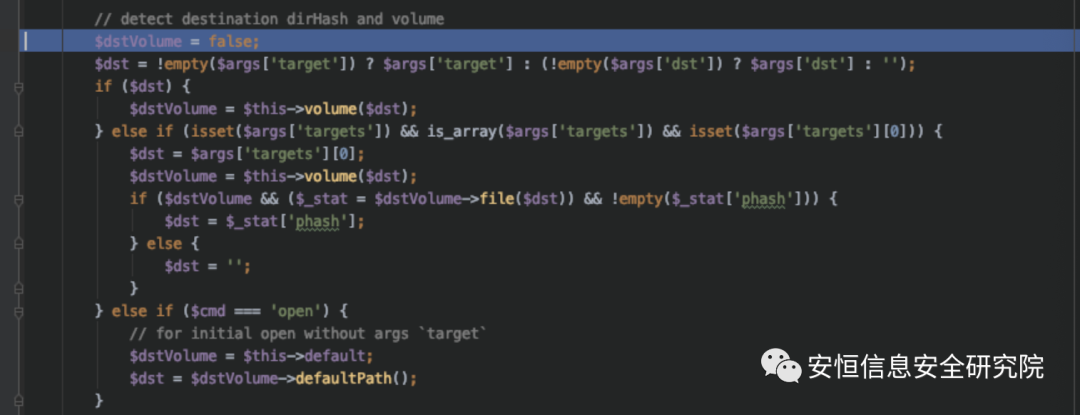 // detect destination dirHash and volume
$dstVolume = false;
$dst = !empty($args['target']) ? $args['target'] : (!empty($args['dst']) ? $args['dst'] : '');
if ($dst) {
    $dstVolume = $this->volume($dst);
} else if (isset($args['targets']) && is_array($args['targets']) && isset($args['targets'][0])) {
    $dst = $args['targets'][0];
    $dstVolume = $this->volume($dst);
    if ($dstVolume && ($_stat = $dstVolume->file($dst)) && !empty($_stat['phash'])) {
        $dst = $_stat['phash'];
    } else {
        $dst = '';
    }
} else if ($cmd === 'open') {
    // for initial open without args `target`
    $dstVolume = $this->default;
    $dst = $dstVolume->defaultPath();
}
安恒信息安全研究院